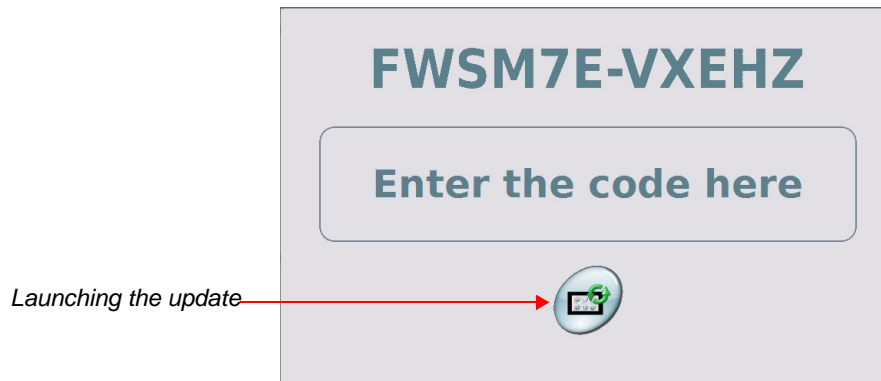 FWSM7E-VXEHZ
Enter the code here
Launching the update